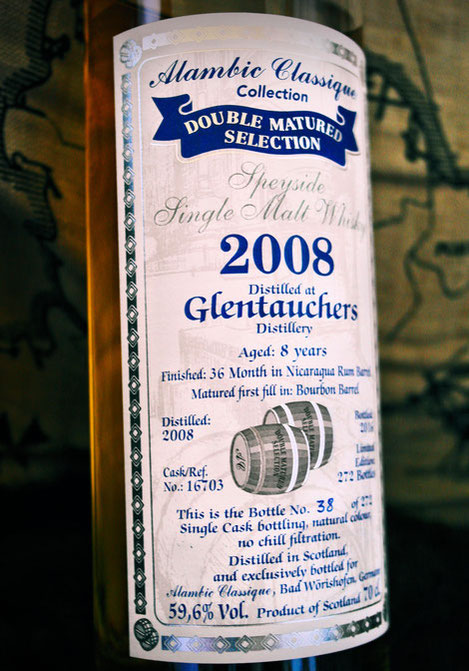 Alambic Classique
Collection
DOUBLE MATURED
SELECTION
Speyside
Single Malt Whisky
2008
Distilled at
Glentauchers
Distillery
Aged: 8 years
Finished: 36 Month in Nicaragua Rum Barrel
Matured first fill in: Bourbon Barrel
Distilled:
2008
Bottled:
2016
Cask/Ref.
No.: 16703
Limited
Edition:
272 Bottles
This is the Bottle No. 38 of 272
Single Cask bottling, natural colour,
no chill filtration.
Distilled in Scotland,
and exclusively bottled for
Alambic Classique, Bad Wörishofen, Germany
59,6% Vol. Product of Scotland 70 cl